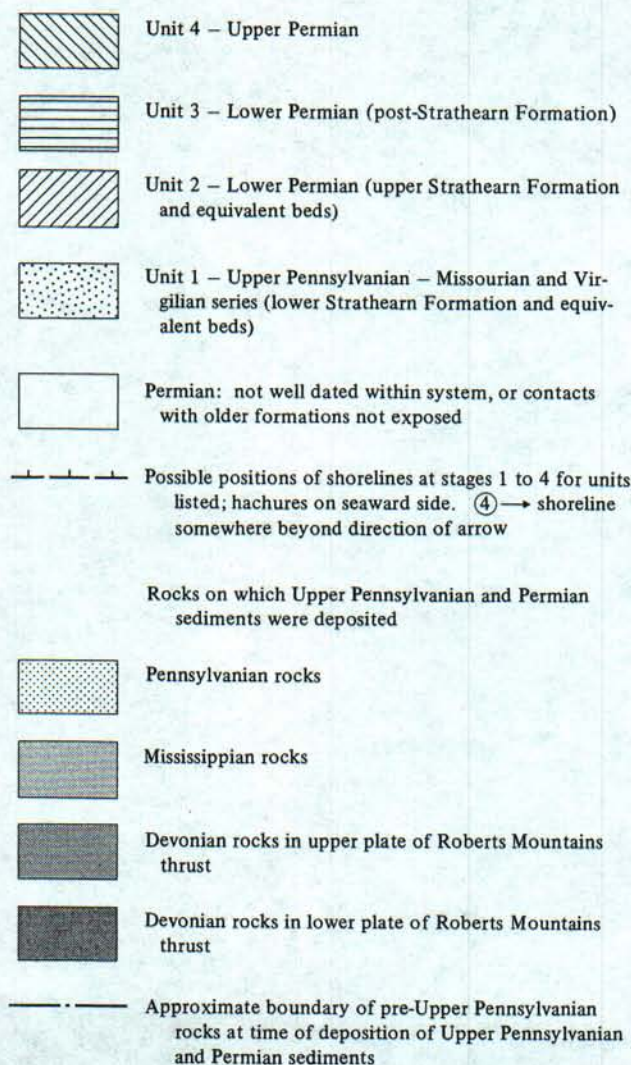 Unit 4 – Upper Permian
Unit 3 – Lower Permian (post-Strathearn Formation)
Unit 2 – Lower Permian (upper Strathearn Formation
and equivalent beds)
Unit 1 – Upper Pennsylvanian – Missourian and Vir-
gilian series (lower Strathearn Formation and equiv-
alent beds)
Permian: not well dated within system, or contacts
with older formations not exposed
Possible positions of shorelines at stages 1 to 4 for units
listed; hachures on seaward side. ④ → shoreline
somewhere beyond direction of arrow
Rocks on which Upper Pennsylvanian and Permian
sediments were deposited
Pennsylvanian rocks
Mississippian rocks
Devonian rocks in upper plate of Roberts Mountains
thrust
Devonian rocks in lower plate of Roberts Mountains
thrust
Approximate boundary of pre-Upper Pennsylvanian
rocks at time of deposition of Upper Pennsylvanian
and Permian sediments